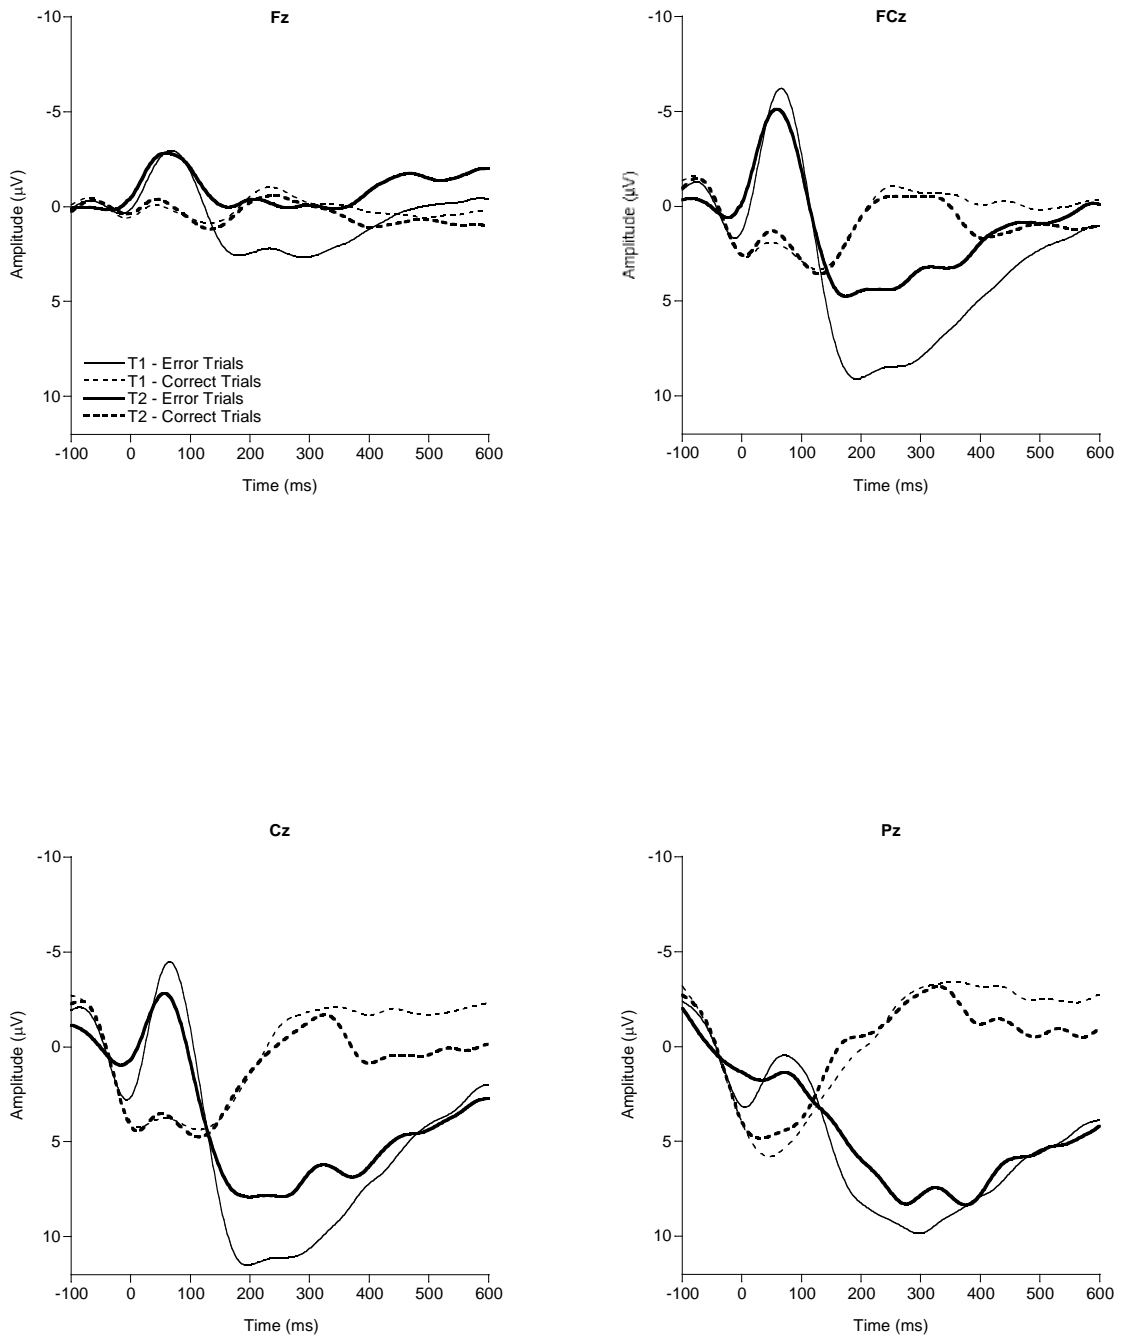 Fz
-10
-5
0
5
10
Amplitude (µV)
T1 - Error Trials
T1 - Correct Trials
T2 - Error Trials
T2 - Correct Trials
-100 0 100 200 300 400 500 600
Time (ms)
FCz
-10
-5
0
5
10
Amplitude (µV)
-100 0 100 200 300 400 500 600
Time (ms)
Cz
-10
-5
0
5
10
Amplitude (µV)
-100 0 100 200 300 400 500 600
Time (ms)
Pz
-10
-5
0
5
10
Amplitude (µV)
-100 0 100 200 300 400 500 600
Time (ms)